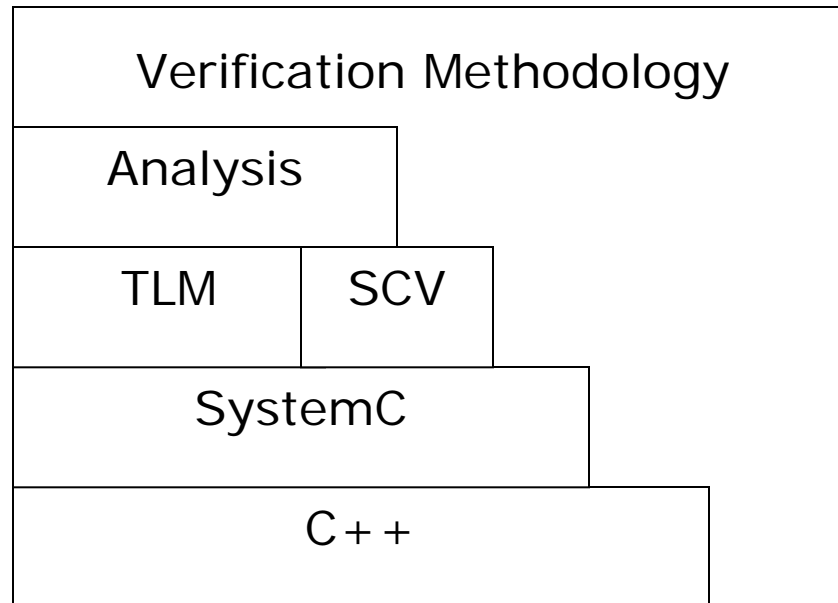 Verification Methodology
Analysis
TLM
SCV
SystemC
C++